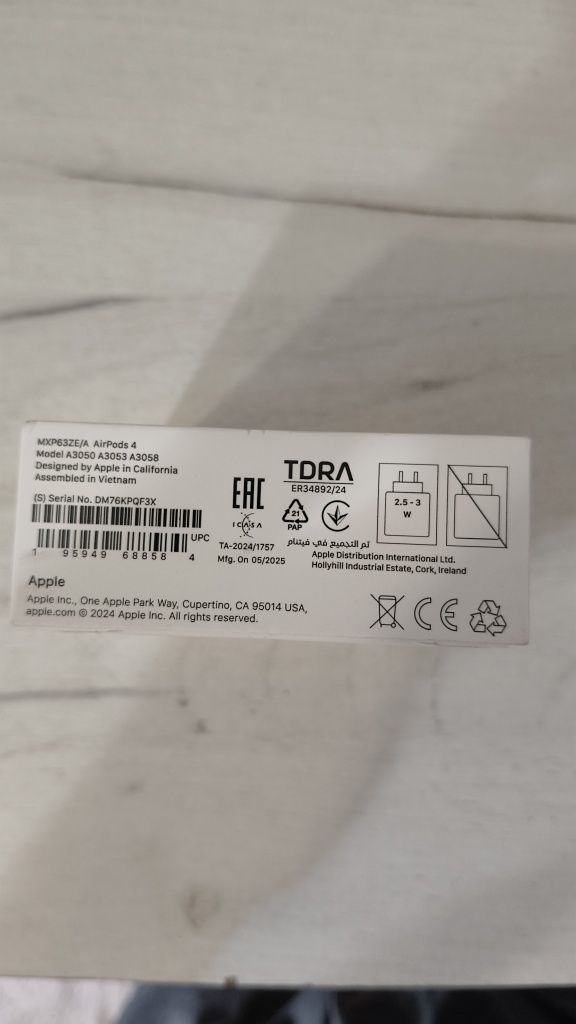 MXP63ZE/A AirPods 4
Model A3050 A3053 A3058
Designed by Apple in California
Assembled in Vietnam
(S) Serial No. DM76KPQF3X
UPC
1 95949 68858 4
EAC
ICASA
TA-2024/1757
Mfg. On 05/2025
TDRA
ER34892/24
21
PAP
تم التجميع في فيتنام
Apple Distribution International Ltd.
Hollyhill Industrial Estate, Cork, Ireland
2.5 - 3
W
Apple
Apple Inc., One Apple Park Way, Cupertino, CA 95014 USA,
apple.com © 2024 Apple Inc. All rights reserved.
CE